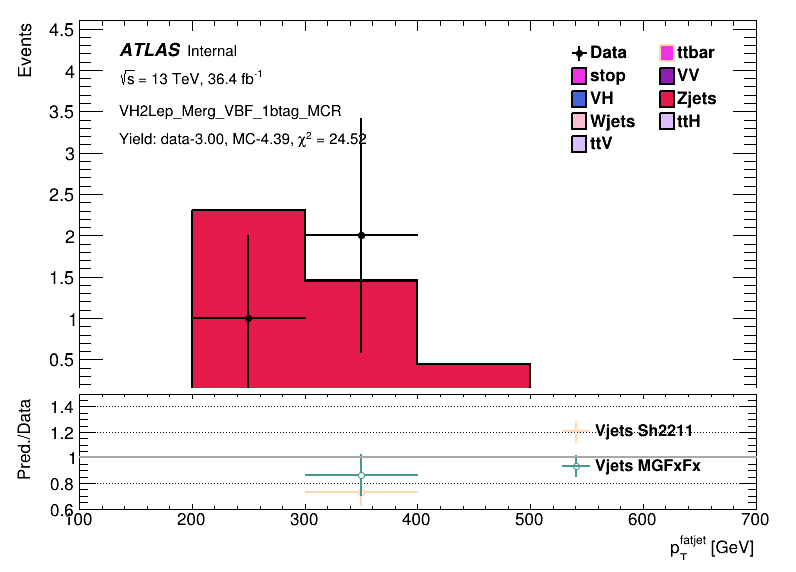 Events
4.5
4
3.5
3
2.5
2
1.5
1
0.5
ATLAS Internal
√s = 13 TeV, 36.4 fb⁻¹
VH2Lep_Merg_VBF_1btag_MCR
Yield: data-3.00, MC-4.39, χ² = 24.52
Data
ttbar
stop
VV
VH
Zjets
Wjets
ttH
ttV
Pred./Data
1.4
1.2
1
0.8
0.6
Vjets Sh2211
Vjets MGFxFx
100 200 300 400 500 600 700
p_T^fatjet [GeV]